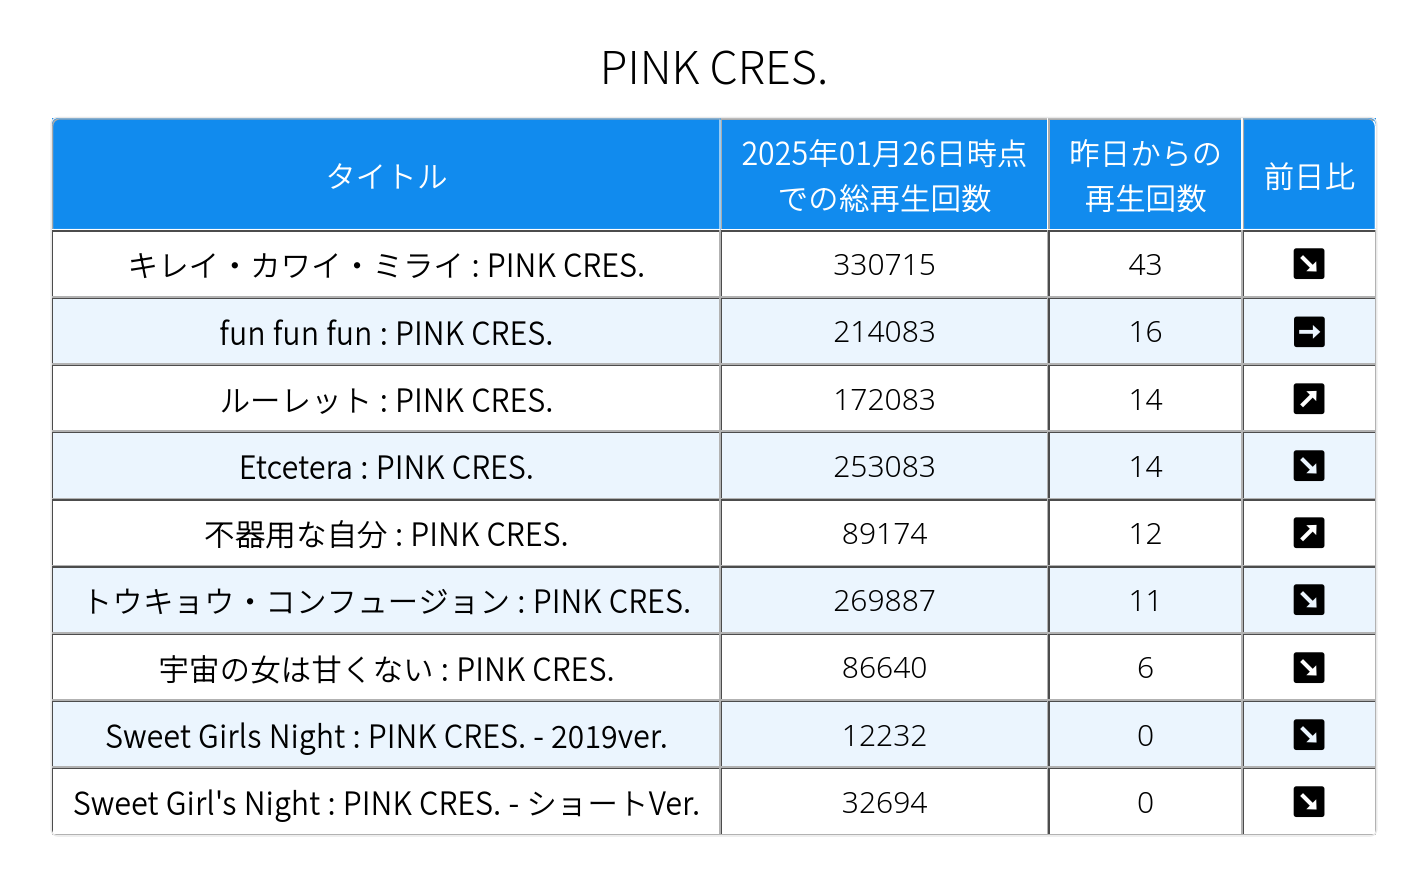 PINK CRES.
タイトル
2025年01月26日時点
での総再生回数
昨日からの
再生回数
前日比
キレイ・カワイ・ミライ : PINK CRES. 330715 43 ↘
fun fun fun : PINK CRES. 214083 16 →
ルーレット : PINK CRES. 172083 14 ↗
Etcetera : PINK CRES. 253083 14 ↘
不器用な自分 : PINK CRES. 89174 12 ↗
トウキョウ・コンフュージョン : PINK CRES. 269887 11 ↘
宇宙の女は甘くない : PINK CRES. 86640 6 ↘
Sweet Girls Night : PINK CRES. - 2019ver. 12232 0 ↘
Sweet Girl's Night : PINK CRES. - ショートVer. 32694 0 ↘